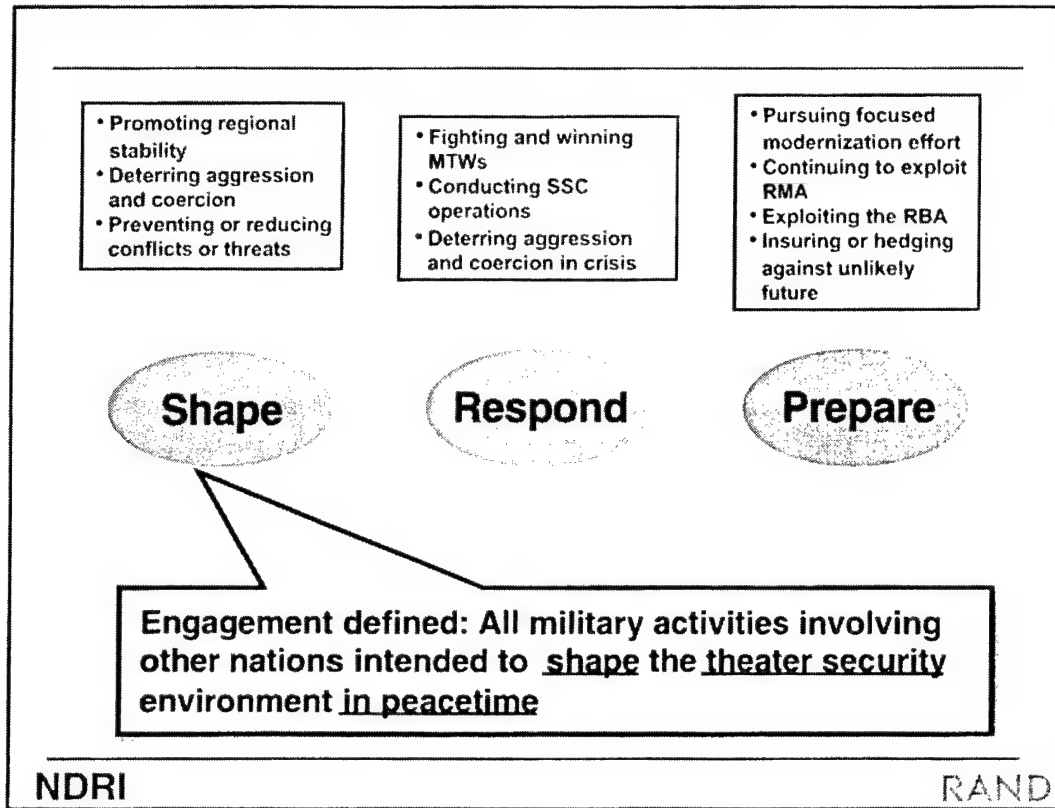 • Promoting regional
stability
• Deterring aggression
and coercion
• Preventing or reducing
conflicts or threats
• Fighting and winning
MTWs
• Conducting SSC
operations
• Deterring aggression
and coercion in crisis
• Pursuing focused
modernization effort
• Continuing to exploit
RMA
• Exploiting the RBA
• Insuring or hedging
against unlikely
future
Shape
Respond
Prepare
Engagement defined: All military activities involving
other nations intended to shape the theater security
environment in peacetime
NDRI
RAND